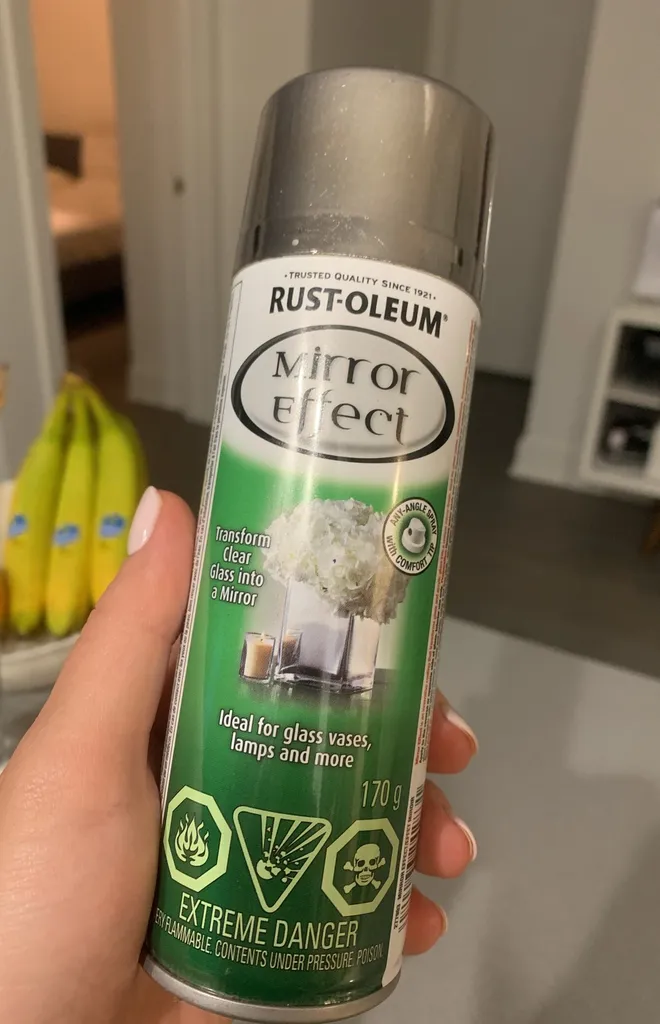 ·TRUSTED QUALITY SINCE 1921·
RUST-OLEUM®
Mirror
Effect
ANY-ANGLE SPRAY
with COMFORT TIP
Transform
Clear
Glass into
a Mirror
Ideal for glass vases,
lamps and more
170 g
EXTREME DANGER
FLAMMABLE. CONTENTS UNDER PRESSURE. POISON.